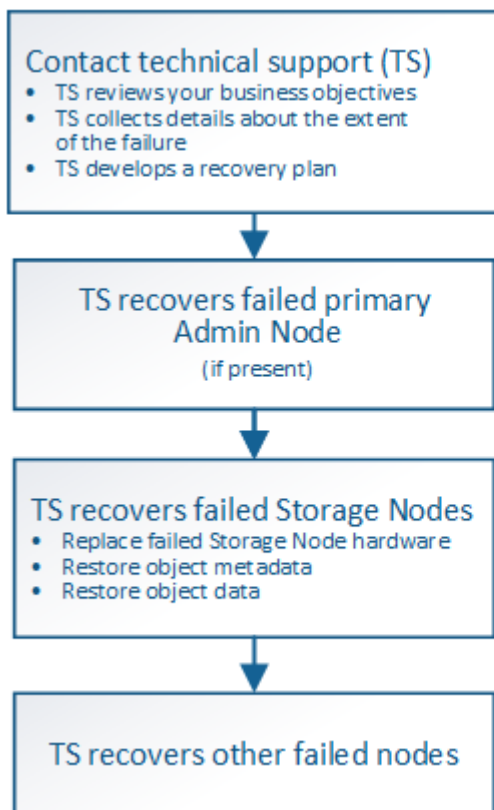 Contact technical support (TS)
• TS reviews your business objectives
• TS collects details about the extent
of the failure
• TS develops a recovery plan
TS recovers failed primary
Admin Node
(if present)
TS recovers failed Storage Nodes
• Replace failed Storage Node hardware
• Restore object metadata
• Restore object data
TS recovers other failed nodes